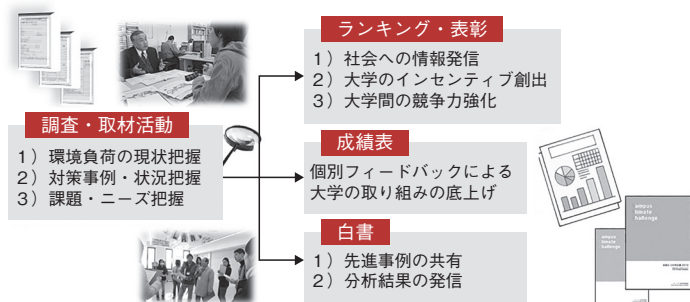 調査・取材活動
1）環境負荷の現状把握
2）対策事例・状況把握
3）課題・ニーズ把握
ランキング・表彰
1）社会への情報発信
2）大学のインセンティブ創出
3）大学間の競争力強化
成績表
個別フィードバックによる
大学の取り組みの底上げ
白書
1）先進事例の共有
2）分析結果の発信
ampus
limate
hallenge
ampus
limate
hallenge